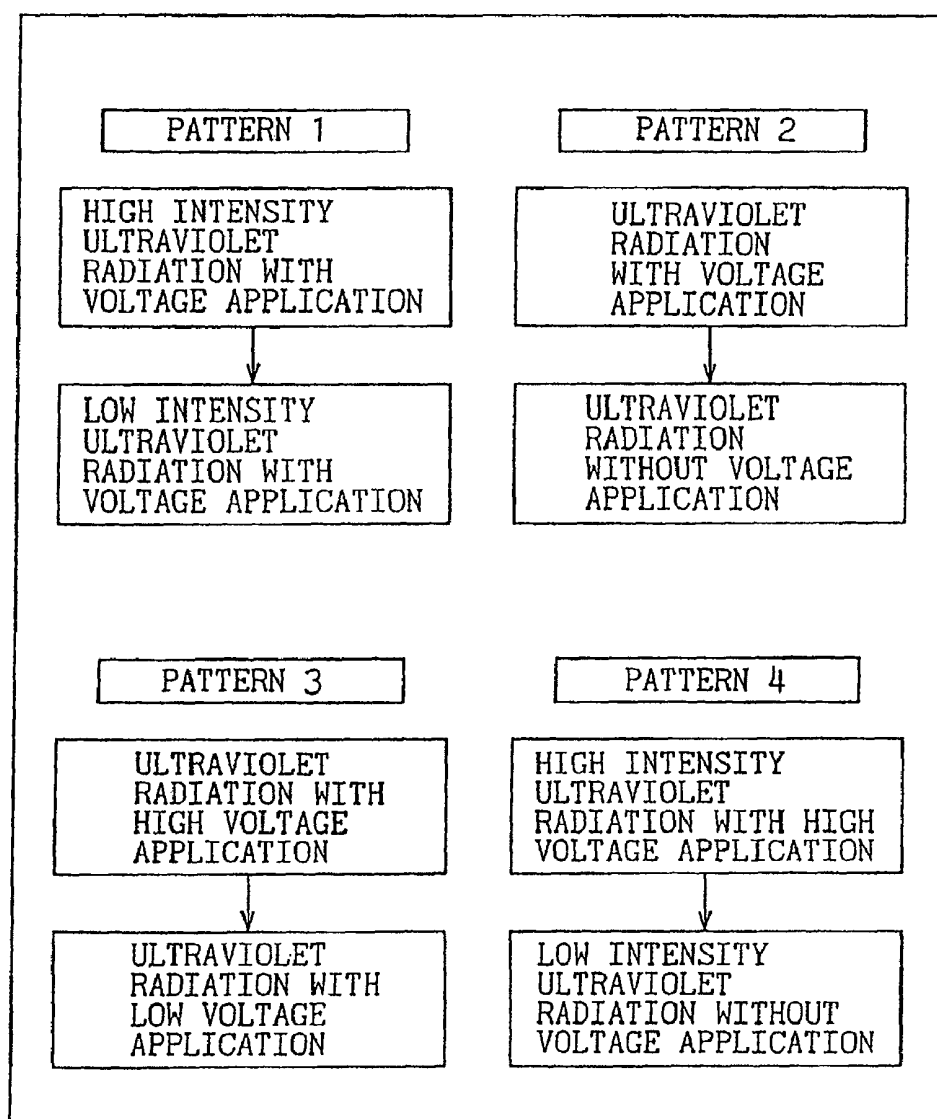 PATTERN 1
HIGH INTENSITY
ULTRAVIOLET
RADIATION WITH
VOLTAGE APPLICATION
LOW INTENSITY
ULTRAVIOLET
RADIATION WITH
VOLTAGE APPLICATION
PATTERN 2
ULTRAVIOLET
RADIATION
WITH VOLTAGE
APPLICATION
ULTRAVIOLET
RADIATION
WITHOUT VOLTAGE
APPLICATION
PATTERN 3
ULTRAVIOLET
RADIATION WITH
HIGH VOLTAGE
APPLICATION
ULTRAVIOLET
RADIATION WITH
LOW VOLTAGE
APPLICATION
PATTERN 4
HIGH INTENSITY
ULTRAVIOLET
RADIATION WITH HIGH
VOLTAGE APPLICATION
LOW INTENSITY
ULTRAVIOLET
RADIATION WITHOUT
VOLTAGE APPLICATION